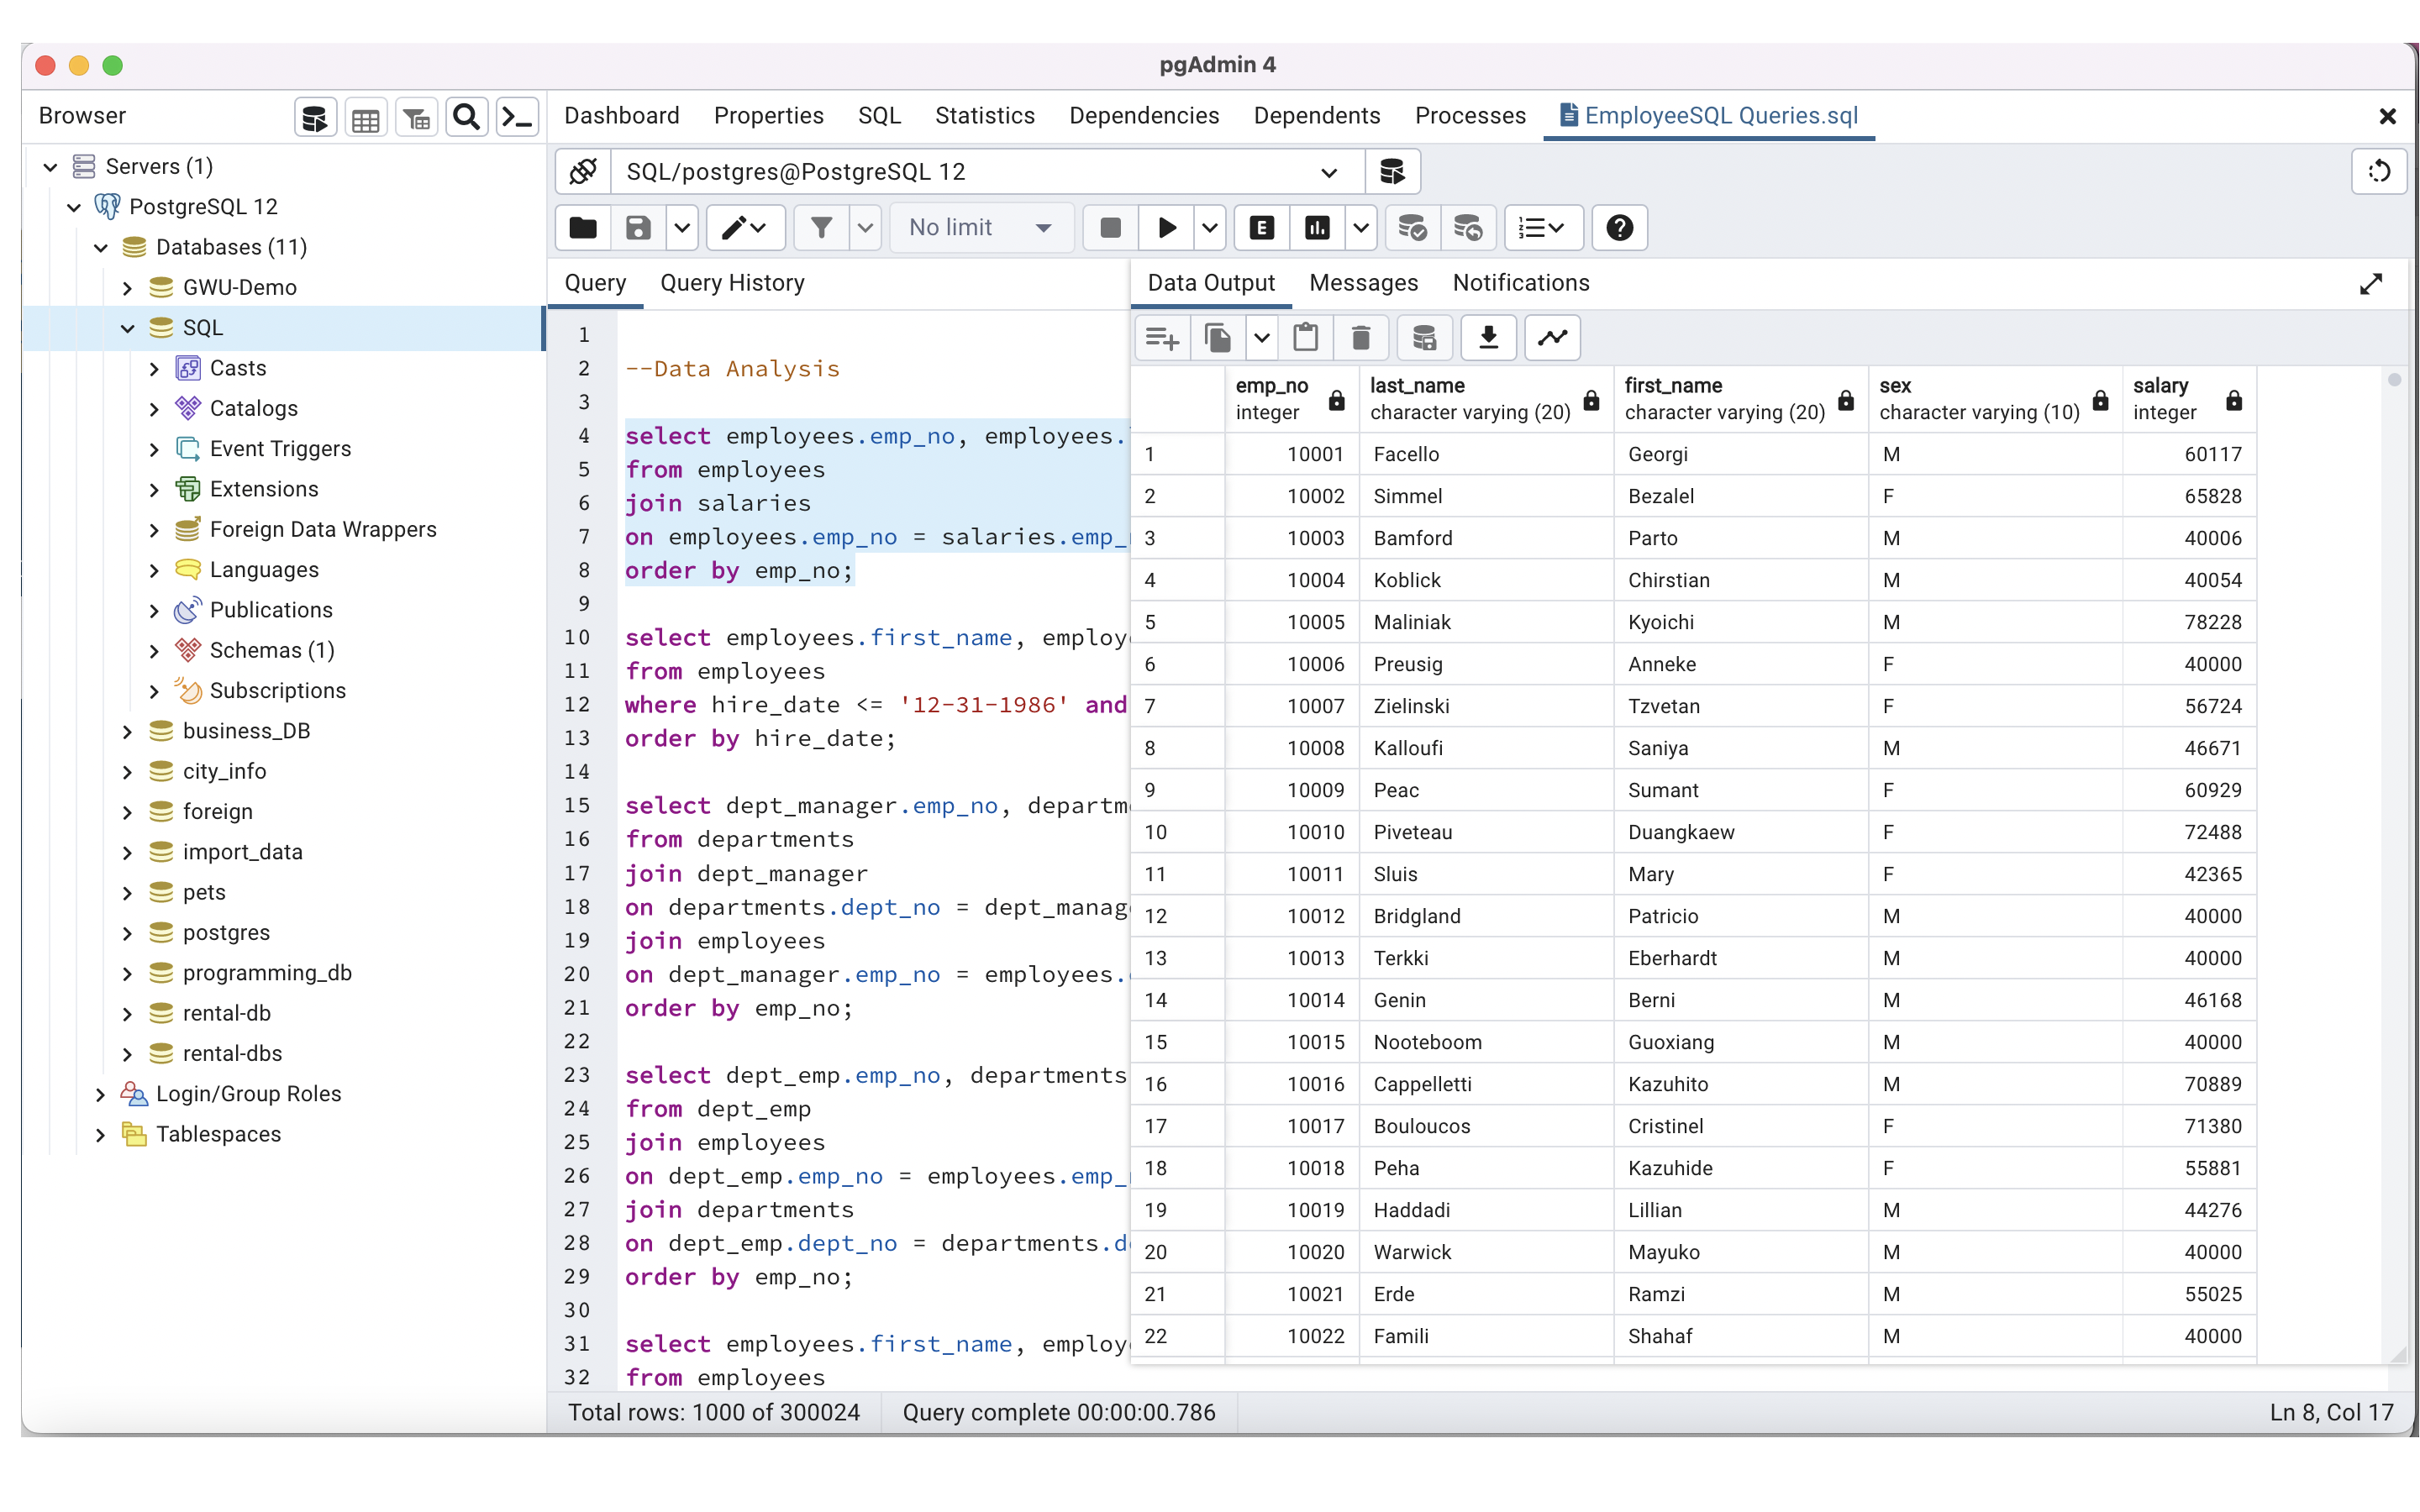 pgAdmin 4
Browser
Dashboard Properties SQL Statistics Dependencies Dependents Processes EmployeeSQL Queries.sql
Servers (1)
PostgreSQL 12
Databases (11)
GWU-Demo
SQL
Casts
Catalogs
Event Triggers
Extensions
Foreign Data Wrappers
Languages
Publications
Schemas (1)
Subscriptions
business_DB
city_info
foreign
import_data
pets
postgres
programming_db
rental-db
rental-dbs
Login/Group Roles
Tablespaces
SQL/postgres@PostgreSQL 12
No limit
E
Query Query History
1
2 --Data Analysis
3
4 select employees.emp_no, employees.
5 from employees
6 join salaries
7 on employees.emp_no = salaries.emp_
8 order by emp_no;
9
10 select employees.first_name, employ
11 from employees
12 where hire_date <= '12-31-1986' and
13 order by hire_date;
14
15 select dept_manager.emp_no, departm
16 from departments
17 join dept_manager
18 on departments.dept_no = dept_manag
19 join employees
20 on dept_manager.emp_no = employees.
21 order by emp_no;
22
23 select dept_emp.emp_no, departments
24 from dept_emp
25 join employees
26 on dept_emp.emp_no = employees.emp_
27 join departments
28 on dept_emp.dept_no = departments.d
29 order by emp_no;
30
31 select employees.first_name, employ
32 from employees
Data Output Messages Notifications
emp_no last_name first_name sex salary
integer character varying (20) character varying (20) character varying (10) integer
1 10001 Facello Georgi M 60117
2 10002 Simmel Bezalel F 65828
3 10003 Bamford Parto M 40006
4 10004 Koblick Chirstian M 40054
5 10005 Maliniak Kyoichi M 78228
6 10006 Preusig Anneke F 40000
7 10007 Zielinski Tzvetan F 56724
8 10008 Kalloufi Saniya M 46671
9 10009 Peac Sumant F 60929
10 10010 Piveteau Duangkaew F 72488
11 10011 Sluis Mary F 42365
12 10012 Bridgland Patricio M 40000
13 10013 Terkki Eberhardt M 40000
14 10014 Genin Berni M 46168
15 10015 Nooteboom Guoxiang M 40000
16 10016 Cappelletti Kazuhito M 70889
17 10017 Bouloucos Cristinel F 71380
18 10018 Peha Kazuhide F 55881
19 10019 Haddadi Lillian M 44276
20 10020 Warwick Mayuko M 40000
21 10021 Erde Ramzi M 55025
22 10022 Famili Shahaf M 40000
Total rows: 1000 of 300024 Query complete 00:00:00.786 Ln 8, Col 17